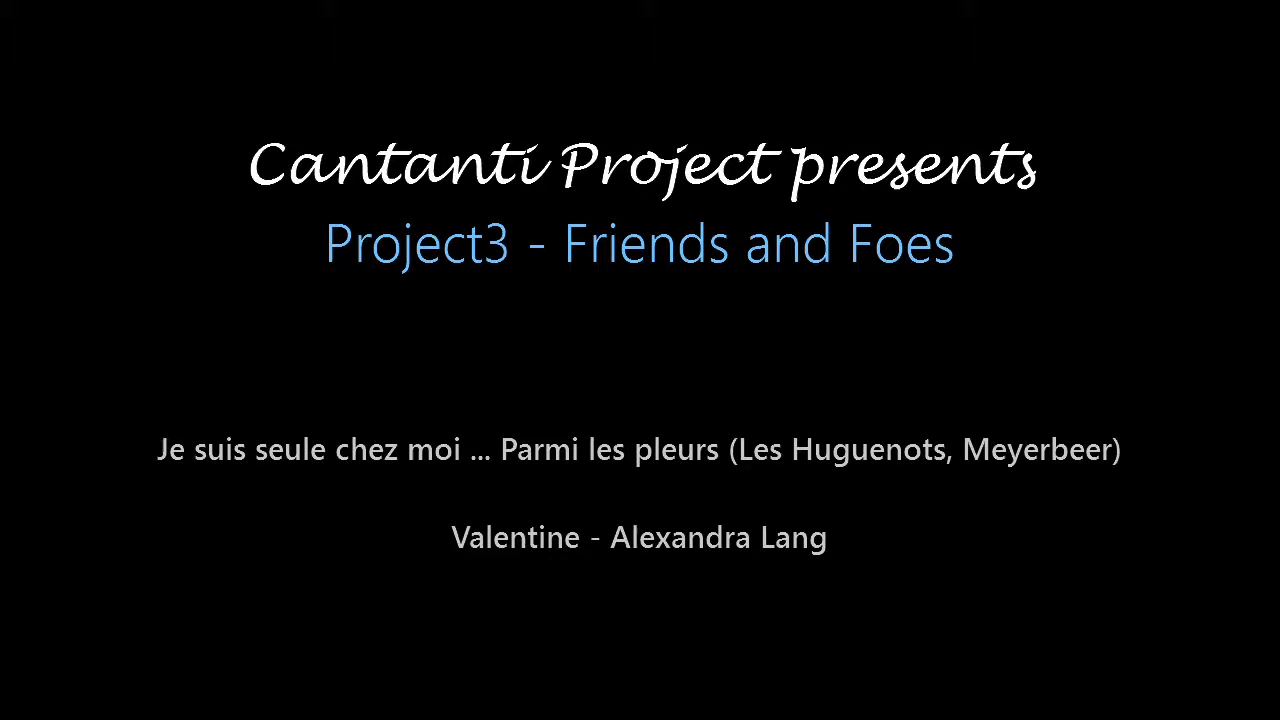 Cantanti Project presents
Project3 - Friends and Foes
Je suis seule chez moi ... Parmi les pleurs (Les Huguenots, Meyerbeer)
Valentine - Alexandra Lang